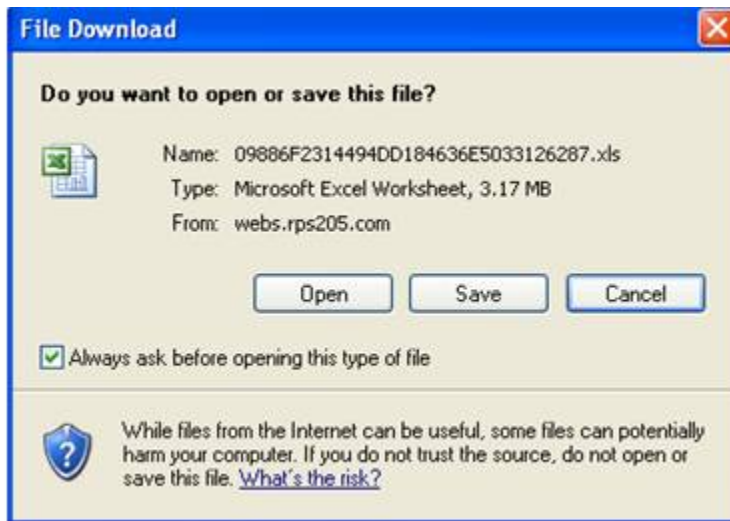 File Download
Do you want to open or save this file?
Name: 09886F2314494DD184636E5033126287.xls
Type: Microsoft Excel Worksheet, 3.17 MB
From: webs.rps205.com
Open Save Cancel
Always ask before opening this type of file
While files from the Internet can be useful, some files can potentially
harm your computer. If you do not trust the source, do not open or
save this file. What's the risk?